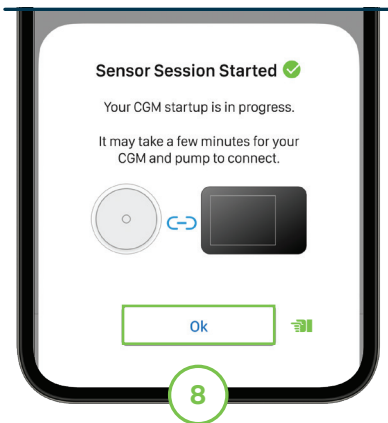 Sensor Session Started
Your CGM startup is in progress.
It may take a few minutes for your
CGM and pump to connect.
Ok
8